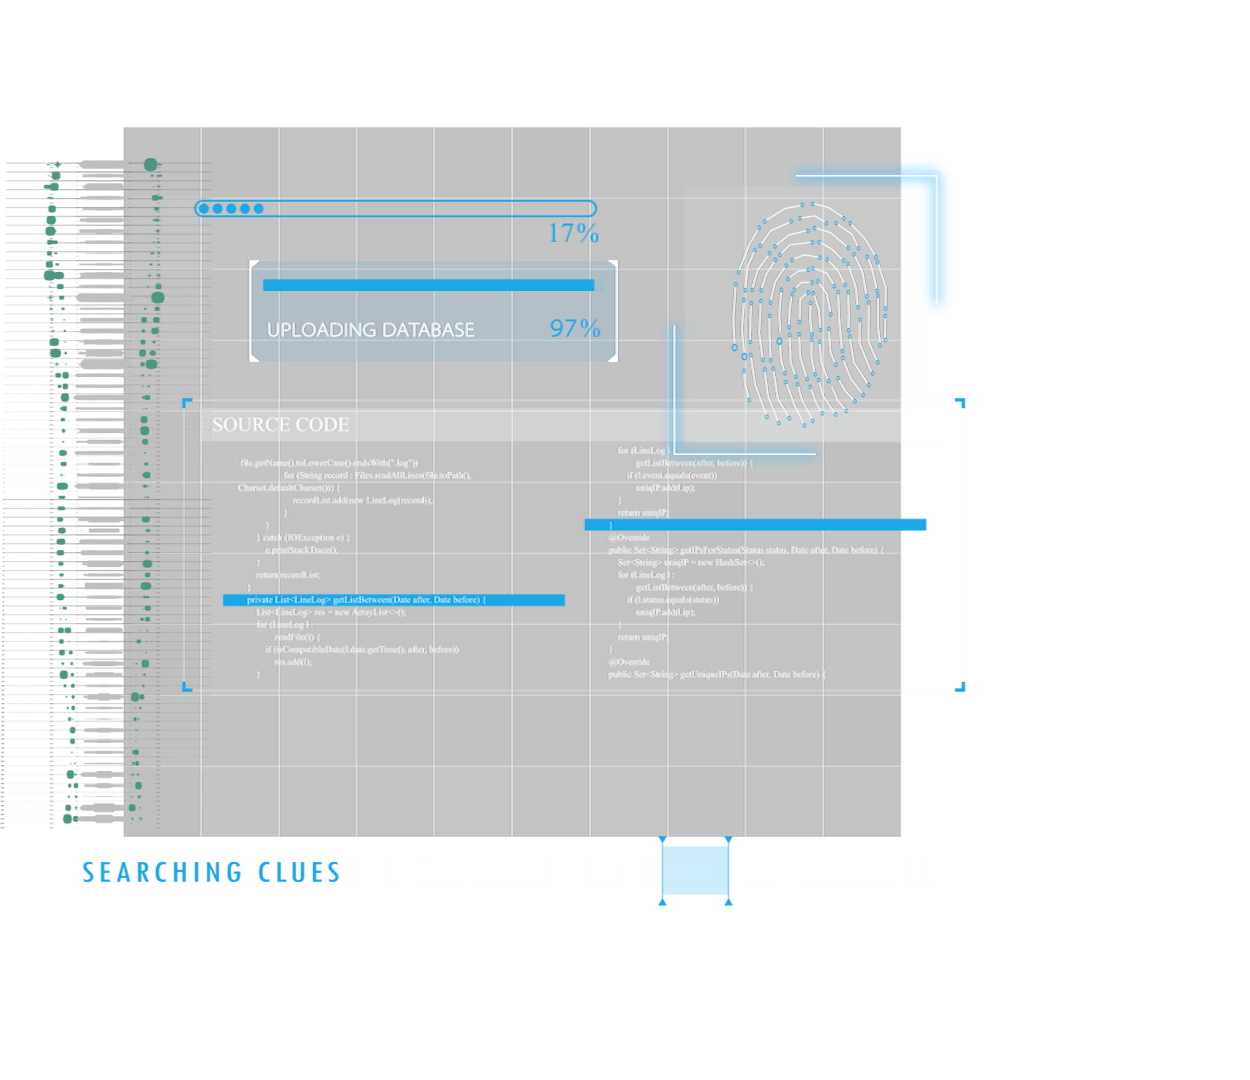 17%
UPLOADING DATABASE 97%
SOURCE CODE
file.getName().toLowerCase().endsWith(".log"))
for (String record : Files.readAllLines(file.toPath(),
Charset.defaultCharset())) {
recordList.add(new LineLog(record));
}
}
} catch (IOException e) {
e.printStackTrace();
}
return recordList;
}
private List<LineLog> getListBetween(Date after, Date before) {
List<LineLog> res = new ArrayList<>();
for (LineLog l :
readFile()) {
if (isCompatibleDate(l.date.getTime(), after, before))
res.add(l);
}
for (LineLog l
getListBetween(after, before)) {
if (l.event.equals(event))
uniqIP.add(l.ip);
}
return uniqIP;
}
@Override
public Set<String> getIPsForStatus(Status status, Date after, Date before) {
Set<String> uniqIP = new HashSet<>();
for (LineLog l :
getListBetween(after, before)) {
if (l.status.equals(status))
uniqIP.add(l.ip);
}
return uniqIP;
}
@Override
public Set<String> getUniqueIPs(Date after, Date before) {
SEARCHING CLUES